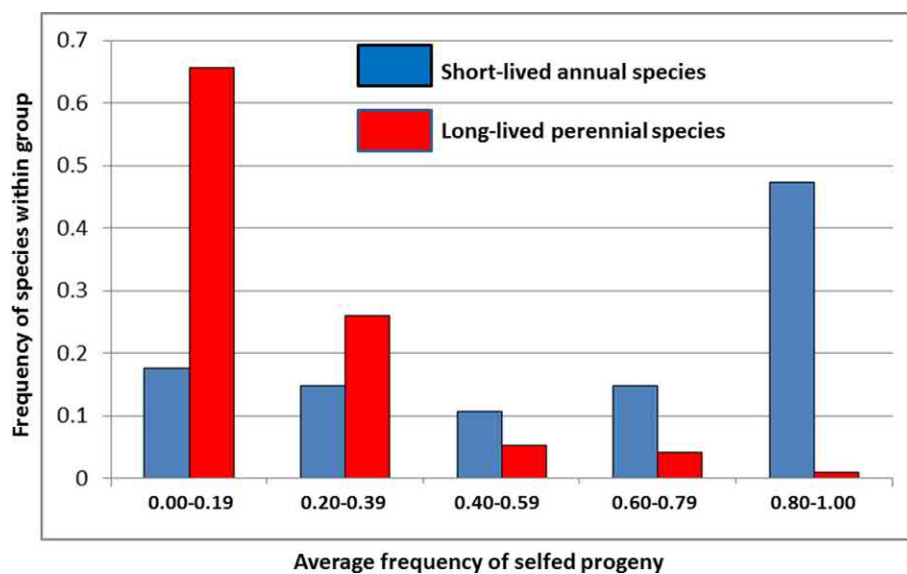 Frequency of species within group
0.7
0.6
0.5
0.4
0.3
0.2
0.1
0
Short-lived annual species
Long-lived perennial species
0.00-0.19 0.20-0.39 0.40-0.59 0.60-0.79 0.80-1.00
Average frequency of selfed progeny